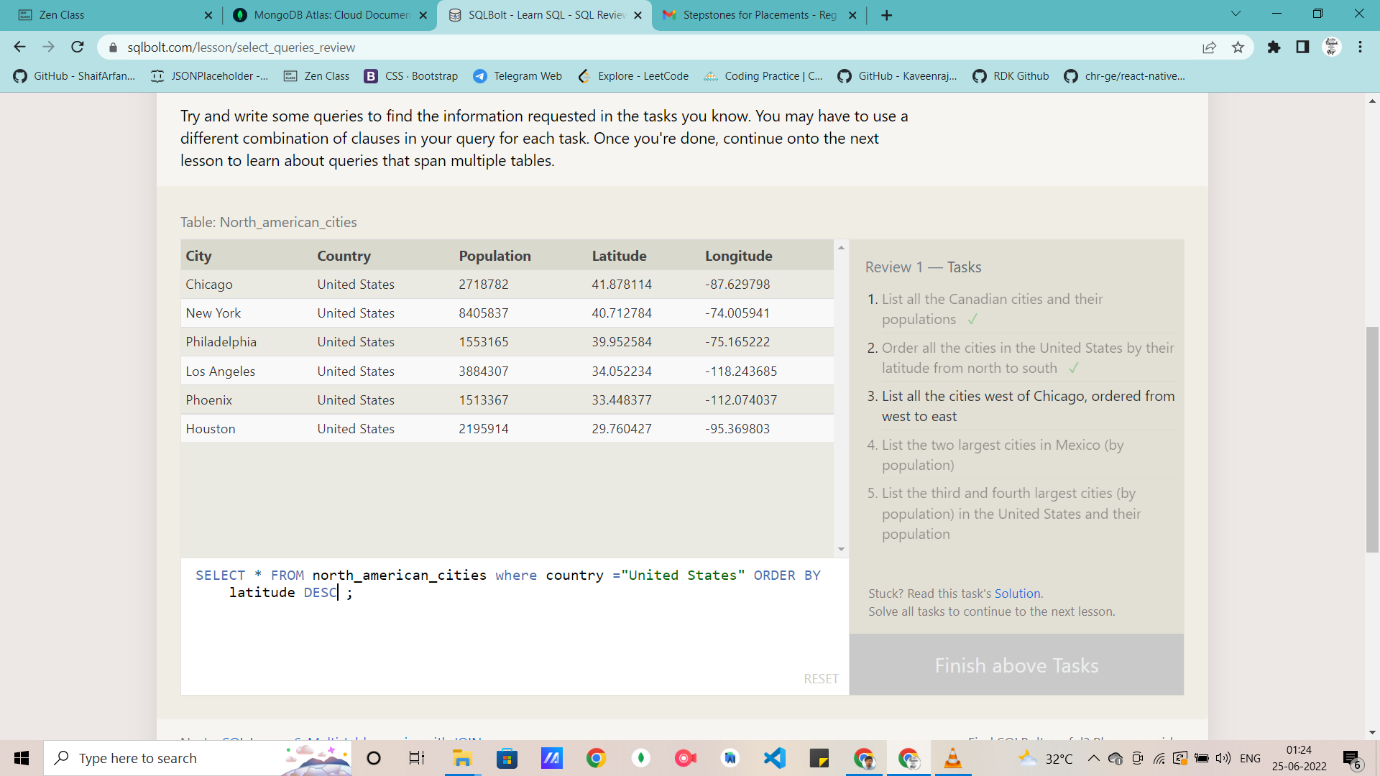 Zen Class
MongoDB Atlas: Cloud Documen
SQLBolt - Learn SQL - SQL Review
Stepstones for Placements - Reg
sqlbolt.com/lesson/select_queries_review
GitHub - ShaifArfan...
JSONPlaceholder -...
Zen Class
CSS · Bootstrap
Telegram Web
Explore - LeetCode
Coding Practice | C...
GitHub - Kaveenraj...
RDK Github
chr-ge/react-native...
Try and write some queries to find the information requested in the tasks you know. You may have to use a
different combination of clauses in your query for each task. Once you're done, continue onto the next
lesson to learn about queries that span multiple tables.
Table: North_american_cities
City Country Population Latitude Longitude
Chicago United States 2718782 41.878114 -87.629798
New York United States 8405837 40.712784 -74.005941
Philadelphia United States 1553165 39.952584 -75.165222
Los Angeles United States 3884307 34.052234 -118.243685
Phoenix United States 1513367 33.448377 -112.074037
Houston United States 2195914 29.760427 -95.369803
SELECT * FROM north_american_cities where country ="United States" ORDER BY
latitude DESC ;
RESET
Review 1 — Tasks
1. List all the Canadian cities and their
populations ✓
2. Order all the cities in the United States by their
latitude from north to south ✓
3. List all the cities west of Chicago, ordered from
west to east
4. List the two largest cities in Mexico (by
population)
5. List the third and fourth largest cities (by
population) in the United States and their
population
Stuck? Read this task's Solution.
Solve all tasks to continue to the next lesson.
Finish above Tasks
Type here to search
32°C
ENG
01:24
25-06-2022
6